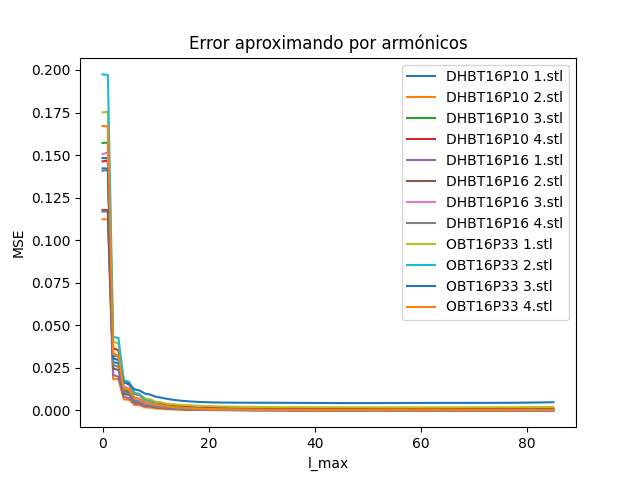 Error aproximando por armónicos
0.200
0.175
0.150
0.125
0.100
0.075
0.050
0.025
0.000
MSE
DHBT16P10 1.stl
DHBT16P10 2.stl
DHBT16P10 3.stl
DHBT16P10 4.stl
DHBT16P16 1.stl
DHBT16P16 2.stl
DHBT16P16 3.stl
DHBT16P16 4.stl
OBT16P33 1.stl
OBT16P33 2.stl
OBT16P33 3.stl
OBT16P33 4.stl
0 20 40 60 80
l_max